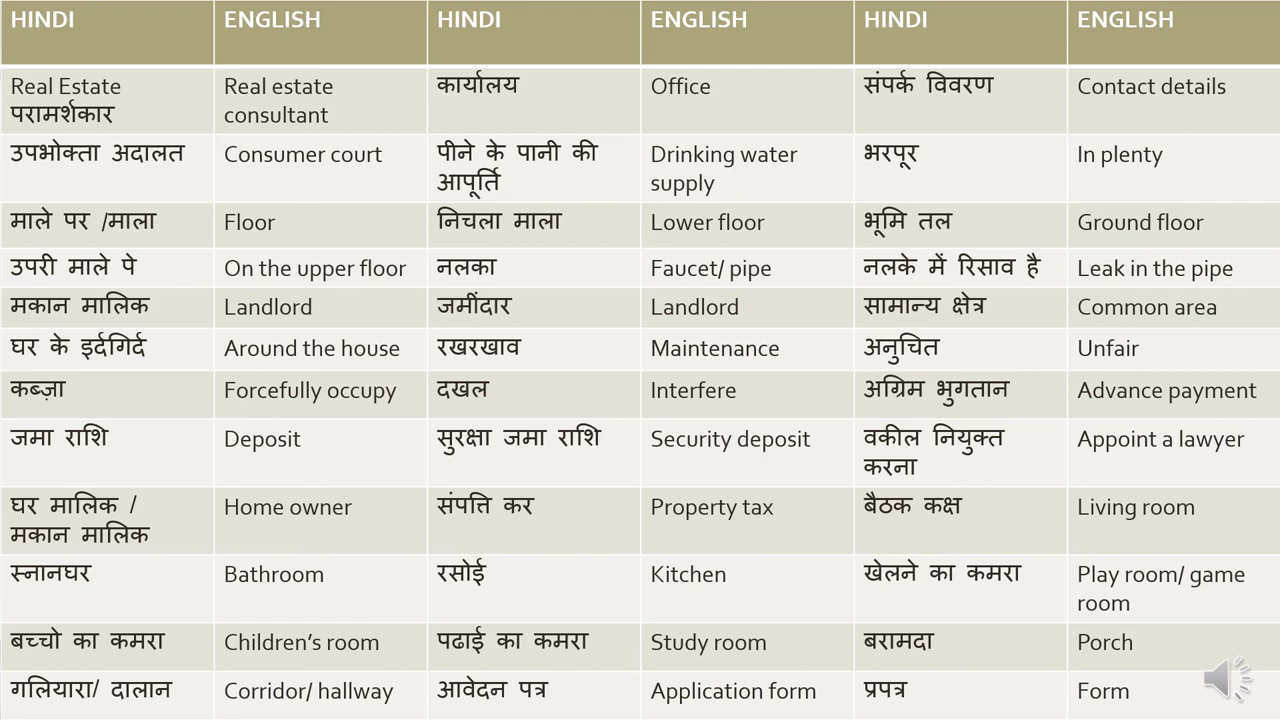 HINDI ENGLISH HINDI ENGLISH HINDI ENGLISH
Real Estate परामर्शकार Real estate consultant कार्यालय Office संपर्क विवरण Contact details
उपभोक्ता अदालत Consumer court पीने के पानी की आपूर्ति Drinking water supply भरपूर In plenty
माले पर /माला Floor निचला माला Lower floor भूमि तल Ground floor
उपरी माले पे On the upper floor नलका Faucet/ pipe नलके में रिसाव है Leak in the pipe
मकान मालिक Landlord जमींदार Landlord सामान्य क्षेत्र Common area
घर के इर्दगिर्द Around the house रखरखाव Maintenance अनुचित Unfair
कब्ज़ा Forcefully occupy दखल Interfere अग्रिम भुगतान Advance payment
जमा राशि Deposit सुरक्षा जमा राशि Security deposit वकील नियुक्त करना Appoint a lawyer
घर मालिक / मकान मालिक Home owner संपत्ति कर Property tax बैठक कक्ष Living room
स्नानघर Bathroom रसोई Kitchen खेलने का कमरा Play room/ game room
बच्चो का कमरा Children’s room पढाई का कमरा Study room बरामदा Porch
गलियारा/ दालान Corridor/ hallway आवेदन पत्र Application form प्रपत्र Form